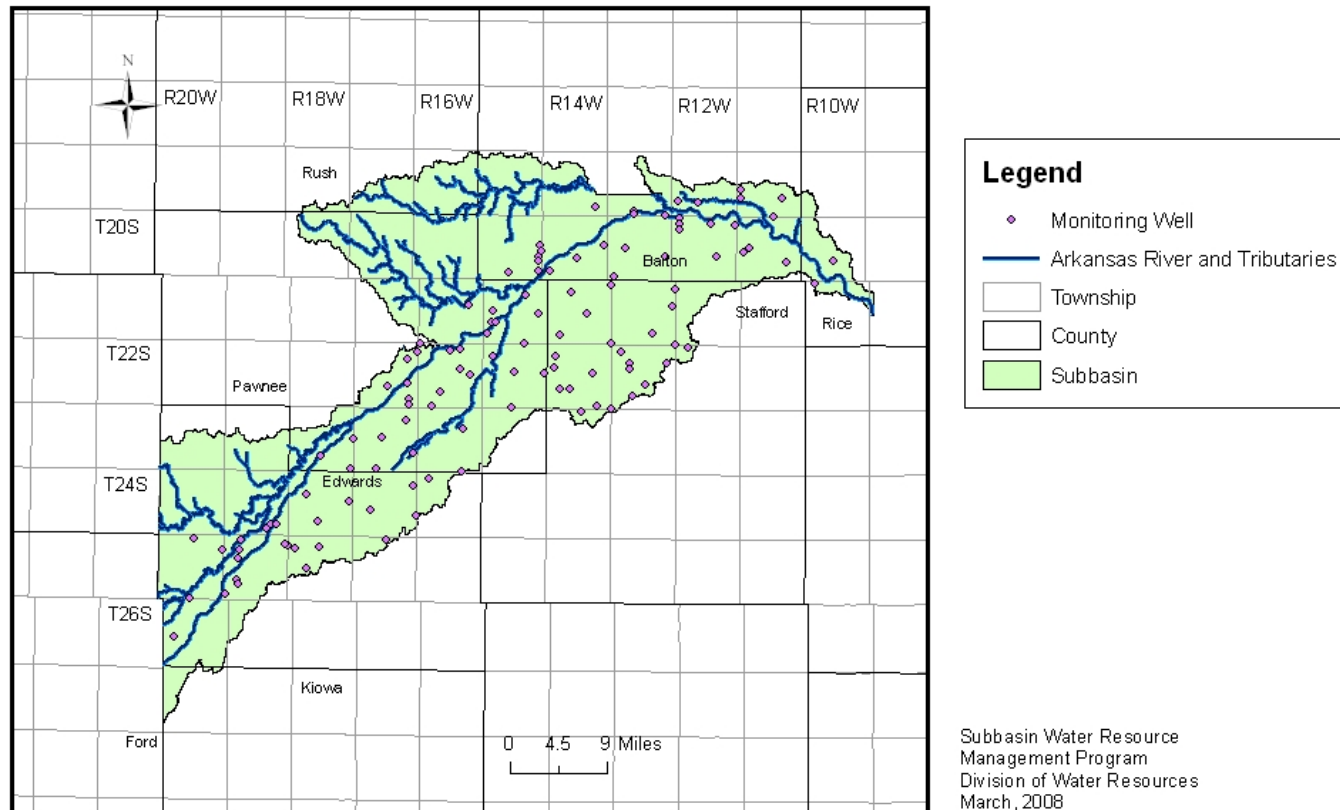 N
R20W R18W R16W R14W R12W R10W
Rush
T20S
Barton
Stafford
Rice
T22S
Pawnee
T24S
Edwards
T26S
Kiowa
Ford
0 4.5 9 Miles
Legend
Monitoring Well
Arkansas River and Tributaries
Township
County
Subbasin
Subbasin Water Resource
Management Program
Division of Water Resources
March, 2008